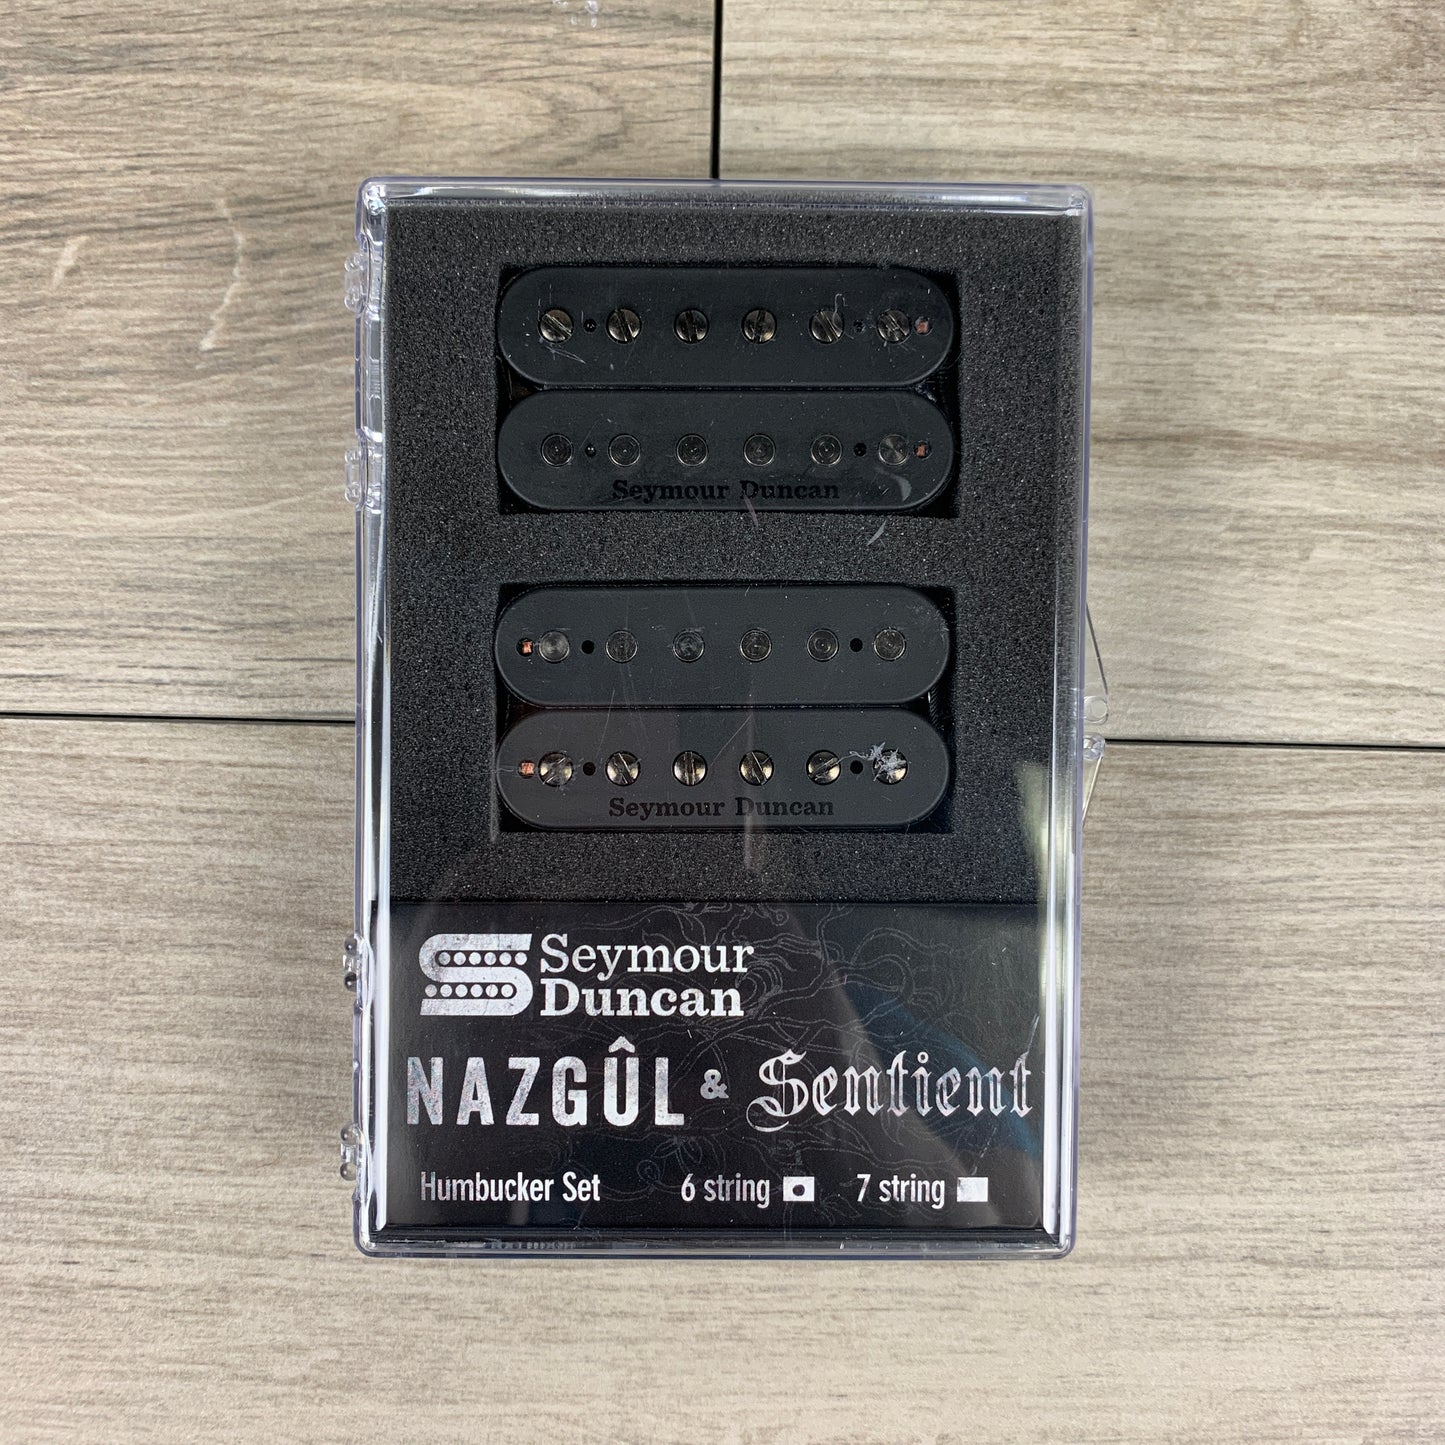 Seymour Duncan
Seymour Duncan
Seymour
Duncan
NAZGÛL & Sentient
Humbucker Set 6 string 7 string